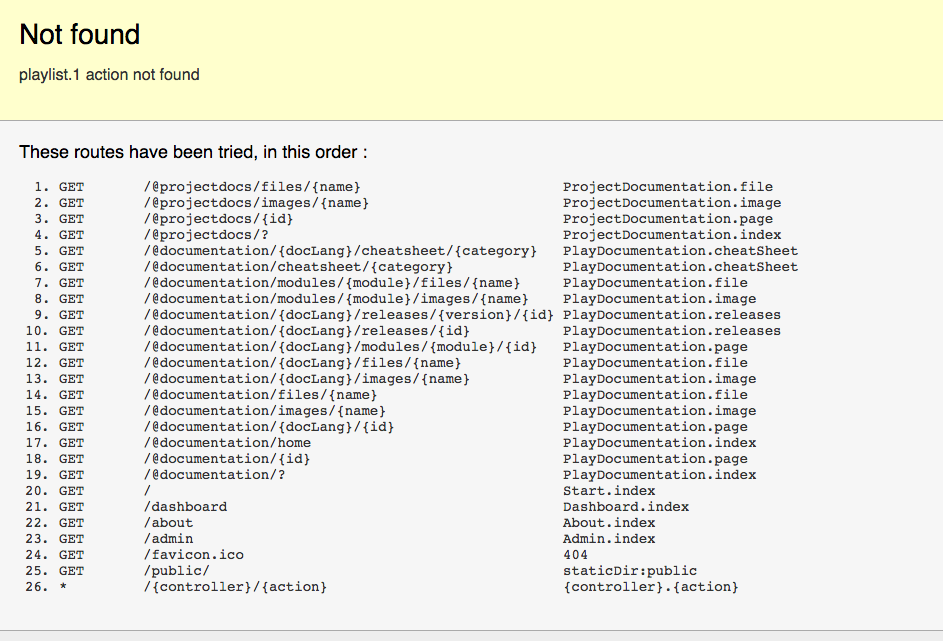 Not found
playlist.1 action not found
These routes have been tried, in this order :
1. GET /@projectdocs/files/{name} ProjectDocumentation.file
2. GET /@projectdocs/images/{name} ProjectDocumentation.image
3. GET /@projectdocs/{id} ProjectDocumentation.page
4. GET /@projectdocs/? ProjectDocumentation.index
5. GET /@documentation/{docLang}/cheatsheet/{category} PlayDocumentation.cheatSheet
6. GET /@documentation/cheatsheet/{category} PlayDocumentation.cheatSheet
7. GET /@documentation/modules/{module}/files/{name} PlayDocumentation.file
8. GET /@documentation/modules/{module}/images/{name} PlayDocumentation.image
9. GET /@documentation/{docLang}/releases/{version}/{id} PlayDocumentation.releases
10. GET /@documentation/{docLang}/releases/{id} PlayDocumentation.releases
11. GET /@documentation/{docLang}/modules/{module}/{id} PlayDocumentation.page
12. GET /@documentation/{docLang}/files/{name} PlayDocumentation.file
13. GET /@documentation/{docLang}/images/{name} PlayDocumentation.image
14. GET /@documentation/files/{name} PlayDocumentation.file
15. GET /@documentation/images/{name} PlayDocumentation.image
16. GET /@documentation/{docLang}/{id} PlayDocumentation.page
17. GET /@documentation/home PlayDocumentation.index
18. GET /@documentation/{id} PlayDocumentation.page
19. GET /@documentation/? PlayDocumentation.index
20. GET / Start.index
21. GET /dashboard Dashboard.index
22. GET /about About.index
23. GET /admin Admin.index
24. GET /favicon.ico 404
25. GET /public/ staticDir:public
26. * /{controller}/{action} {controller}.{action}